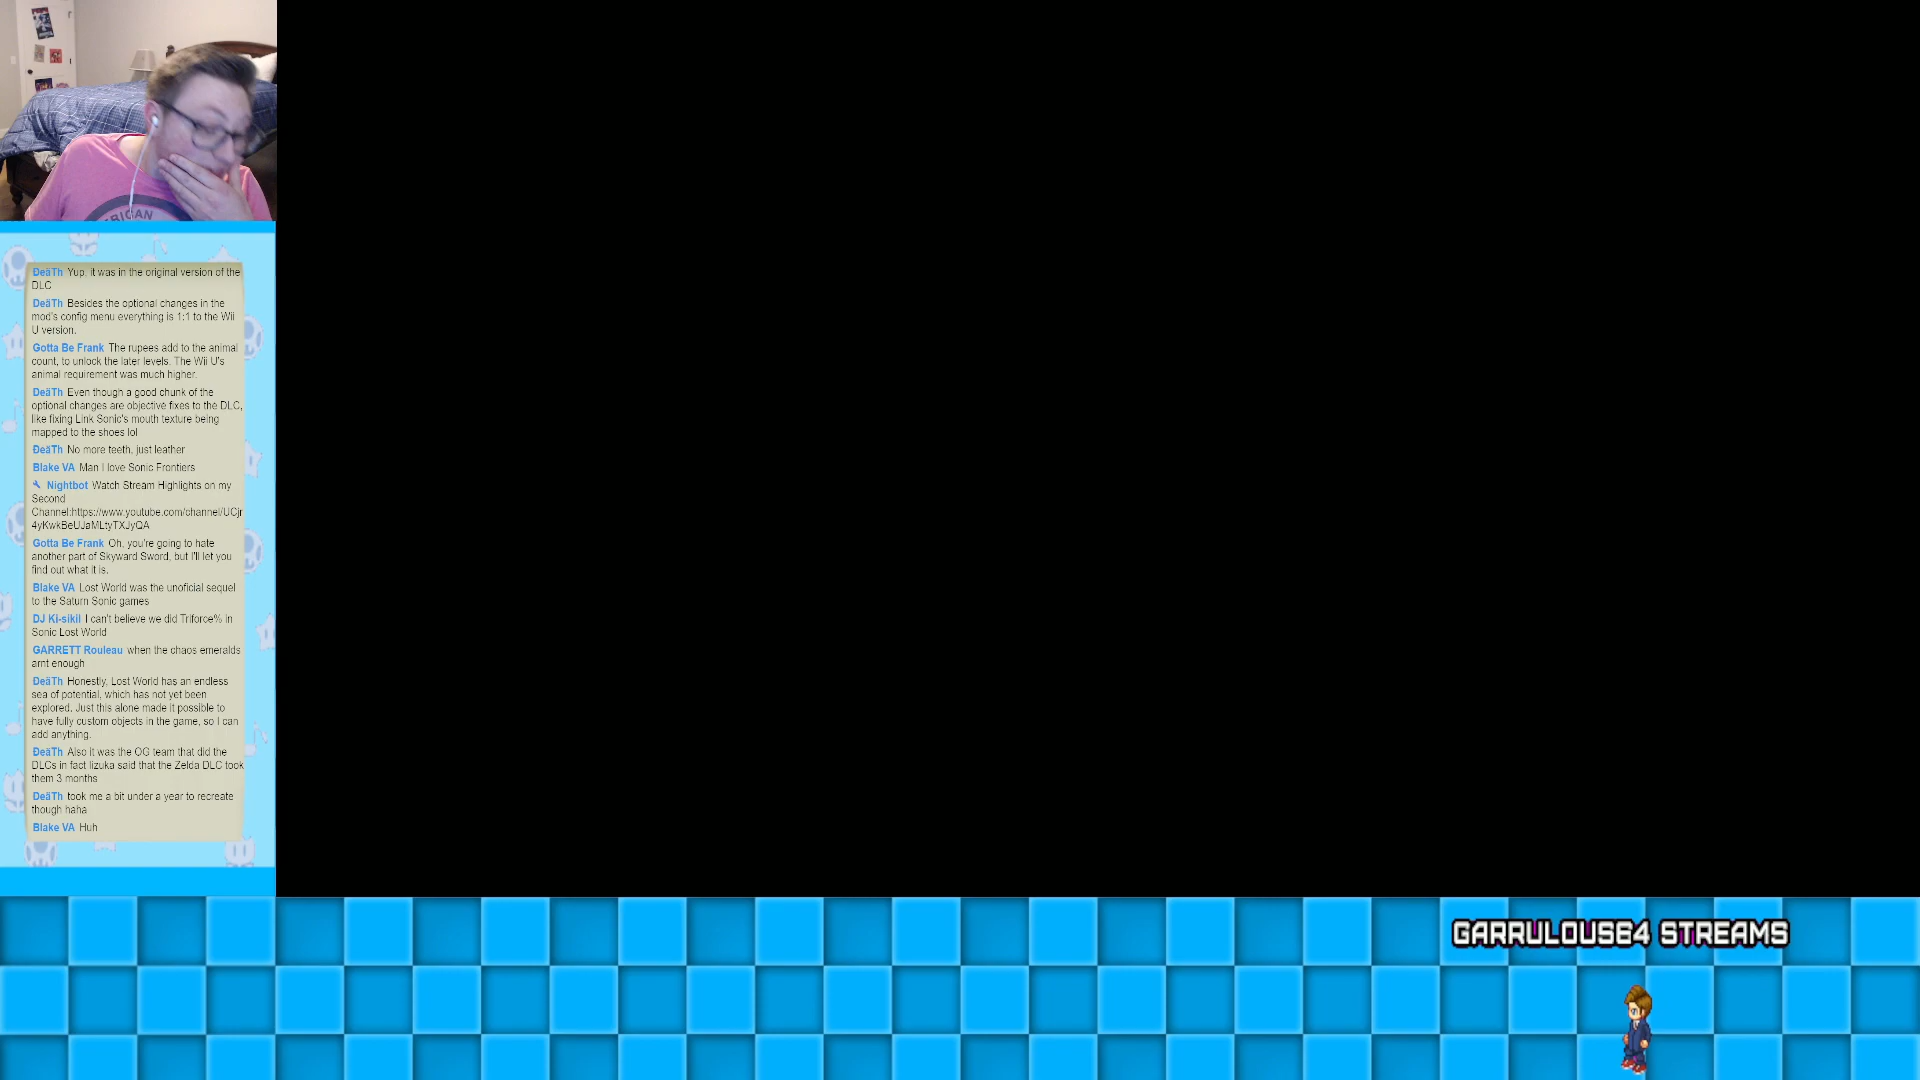 RICAN
ĐeäTh Yup, it was in the original version of the
DLC
DeäTh Besides the optional changes in the
mod's config menu everything is 1:1 to the Wii
U version.
Gotta Be Frank The rupees add to the animal
count, to unlock the later levels. The Wii U's
animal requirement was much higher.
DeäTh Even though a good chunk of the
optional changes are objective fixes to the DLC,
like fixing Link Sonic's mouth texture being
mapped to the shoes lol
ĐeäTh No more teeth, just leather
Blake VA Man I love Sonic Frontiers
Nightbot Watch Stream Highlights on my
Second
Channel:https://www.youtube.com/channel/UCjr
4yKwkBeUJaMLtyTXJyQA
Gotta Be Frank Oh, you're going to hate
another part of Skyward Sword, but I'll let you
find out what it is.
Blake VA Lost World was the unoficial sequel
to the Saturn Sonic games
DJ Ki-sikil I can't believe we did Triforce% in
Sonic Lost World
GARRETT Rouleau when the chaos emeralds
arnt enough
ĐeäTh Honestly, Lost World has an endless
sea of potential, which has not yet been
explored. Just this alone made it possible to
have fully custom objects in the game, so I can
add anything.
ĐeäTh Also it was the OG team that did the
DLCs in fact Iizuka said that the Zelda DLC took
them 3 months
ĐeäTh took me a bit under a year to recreate
though haha
Blake VA Huh
GARRULOUS64 STREAMS